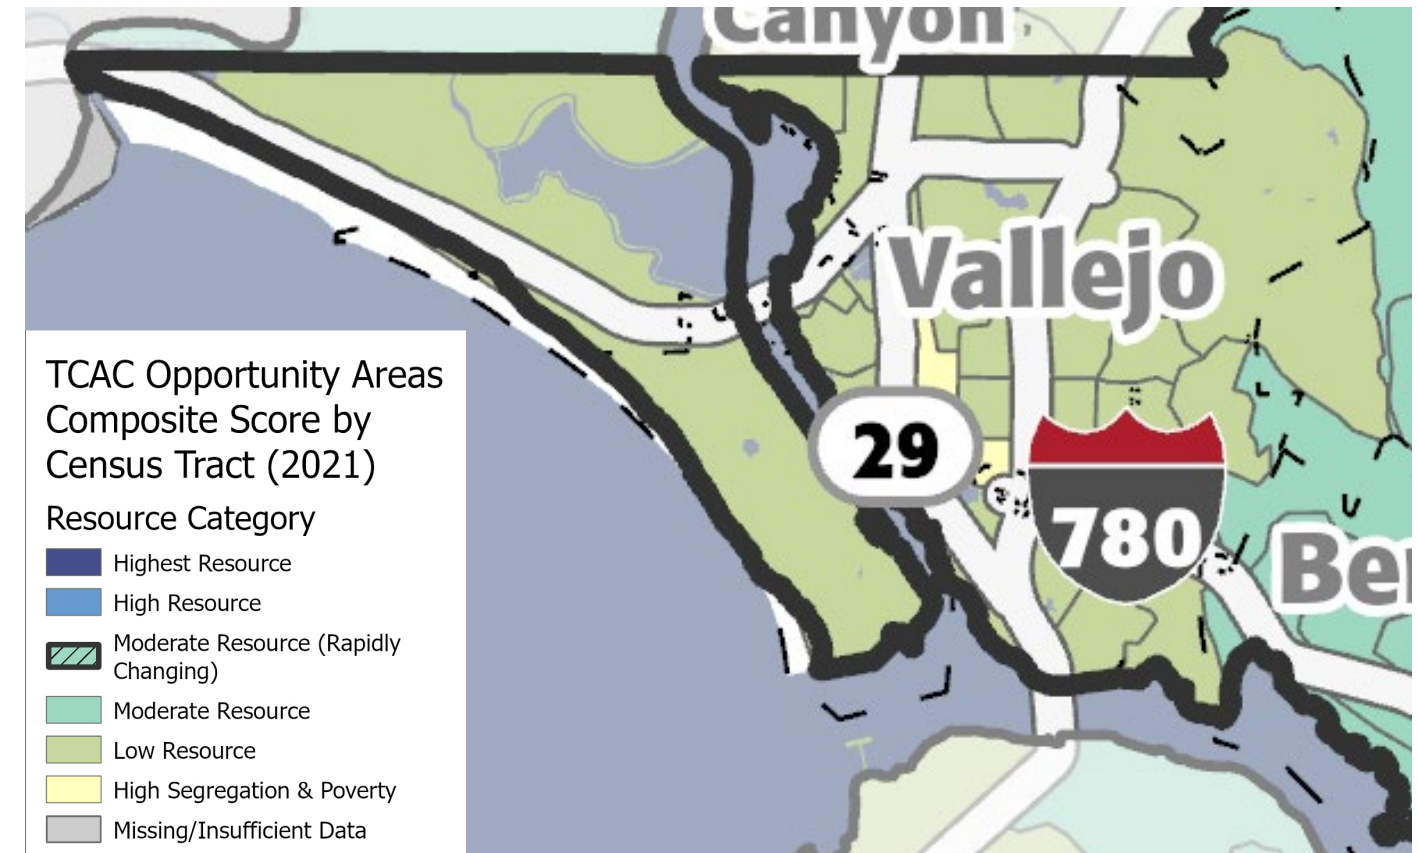 Canyon
Vallejo
29
780
TCAC Opportunity Areas
Composite Score by
Census Tract (2021)
Resource Category
Highest Resource
High Resource
Moderate Resource (Rapidly
Changing)
Moderate Resource
Low Resource
High Segregation & Poverty
Missing/Insufficient Data